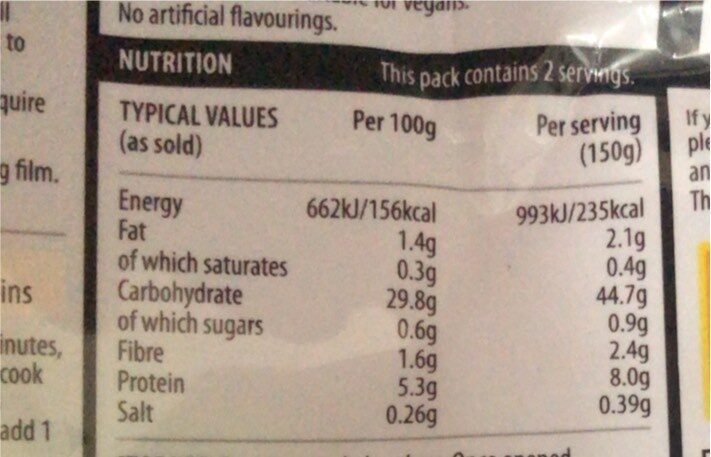 ll
to
quire
g film.
ins
inutes,
cook
add 1
for vegans.
No artificial flavourings.
NUTRITION This pack contains 2 servings.
TYPICAL VALUES Per 100g Per serving
(as sold) (150g)
Energy 662kJ/156kcal 993kJ/235kcal
Fat 1.4g 2.1g
of which saturates 0.3g 0.4g
Carbohydrate 29.8g 44.7g
of which sugars 0.6g 0.9g
Fibre 1.6g 2.4g
Protein 5.3g 8.0g
Salt 0.26g 0.39g
If y
ple
an
Th